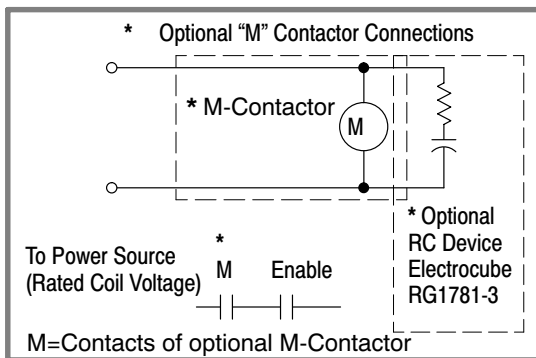 * Optional “M” Contactor Connections
* M-Contactor
M
* Optional
RC Device
Electrocube
RG1781-3
To Power Source
(Rated Coil Voltage)
*
M Enable
M=Contacts of optional M-Contactor